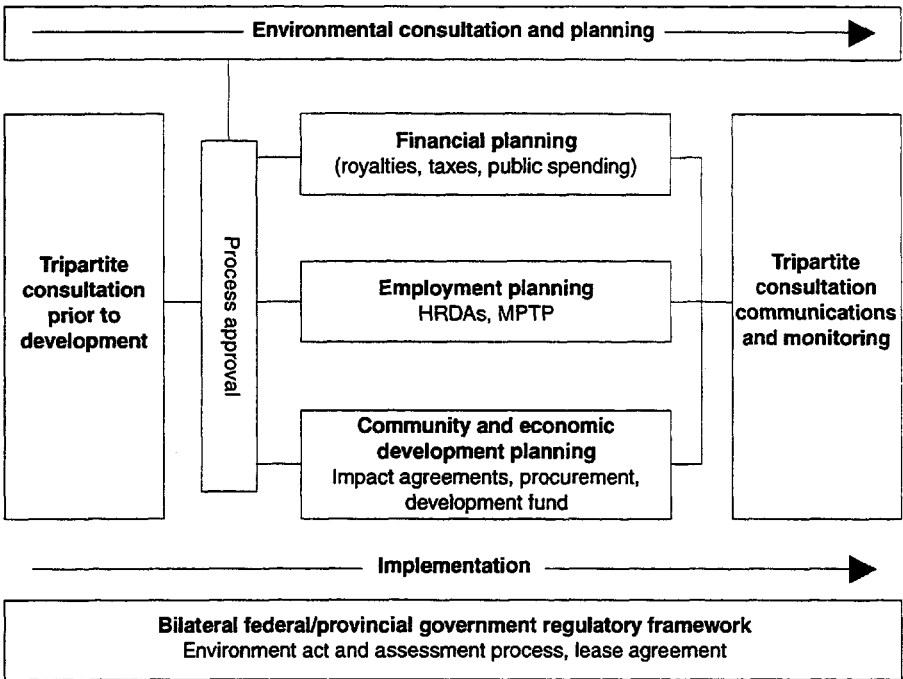 Environmental consultation and planning
Tripartite
consultation
prior to
development
Process approval
Financial planning
(royalties, taxes, public spending)
Employment planning
HRDAs, MPTP
Community and economic
development planning
Impact agreements, procurement,
development fund
Tripartite
consultation
communications
and monitoring
Implementation
Bilateral federal/provincial government regulatory framework
Environment act and assessment process, lease agreement